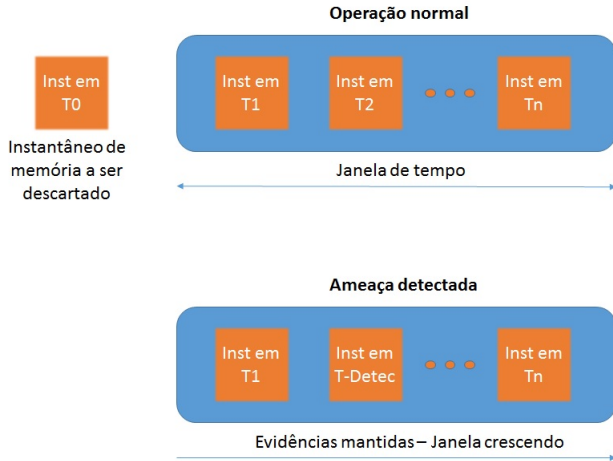 Operação normal
Inst em
T0
Inst em
T1
Inst em
T2
Inst em
Tn
Instantâneo de
memória a ser
descartado
Janela de tempo
Ameaça detectada
Inst em
T1
Inst em
T-Detec
Inst em
Tn
Evidências mantidas – Janela crescendo